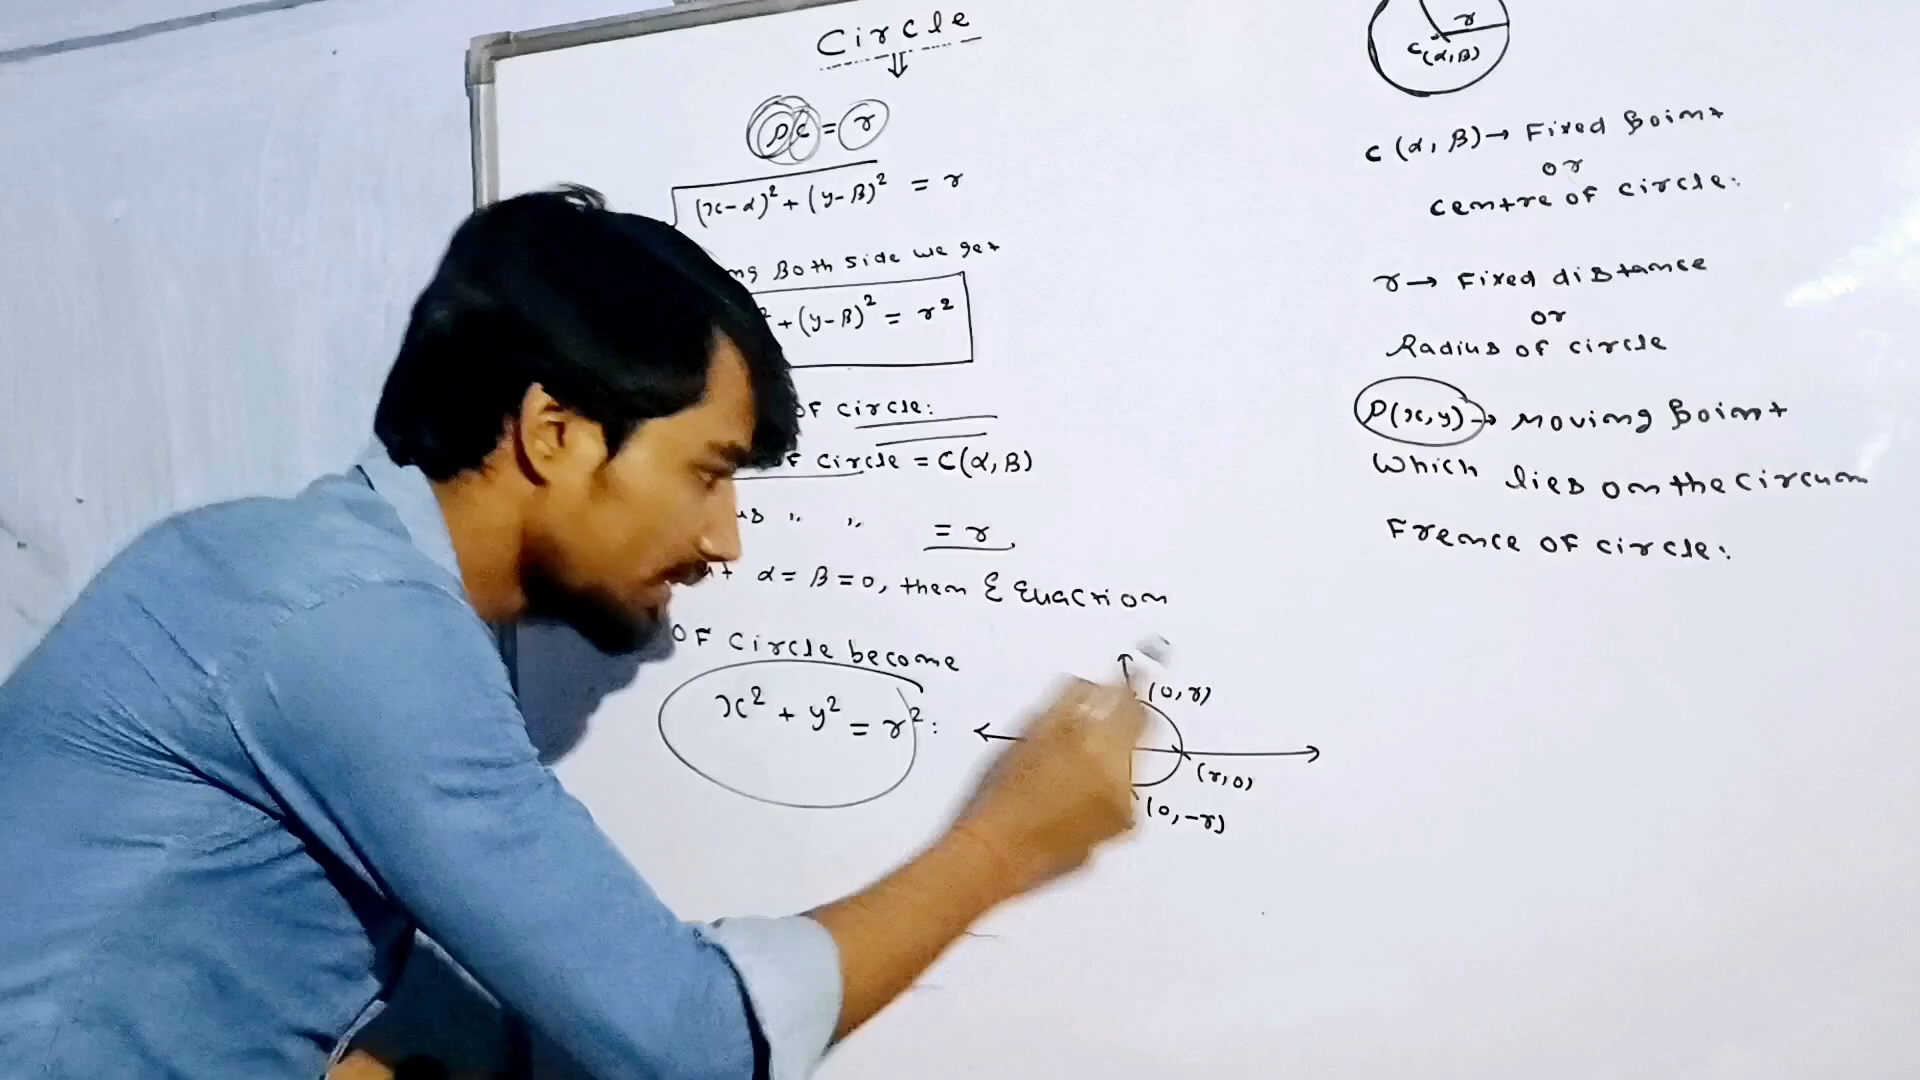 Circle
⇓
PC = r
√(x-α)² + (y-β)² = r
Both side we get
+ (y-β)² = r²
OF circle:
OF circle = C(α, β)
" " = r
α = β = 0, then
OF Circle become
x² + y² = r² :
(0, r)
(r, 0)
(0, -r)
r
C(α, β)
C (α, β) → Fixed Point
or
centre OF circle:
r → Fixed distance
or
Radius OF circle
P(x, y) → Moving Point
Which lies on the circum
Frence OF circle: